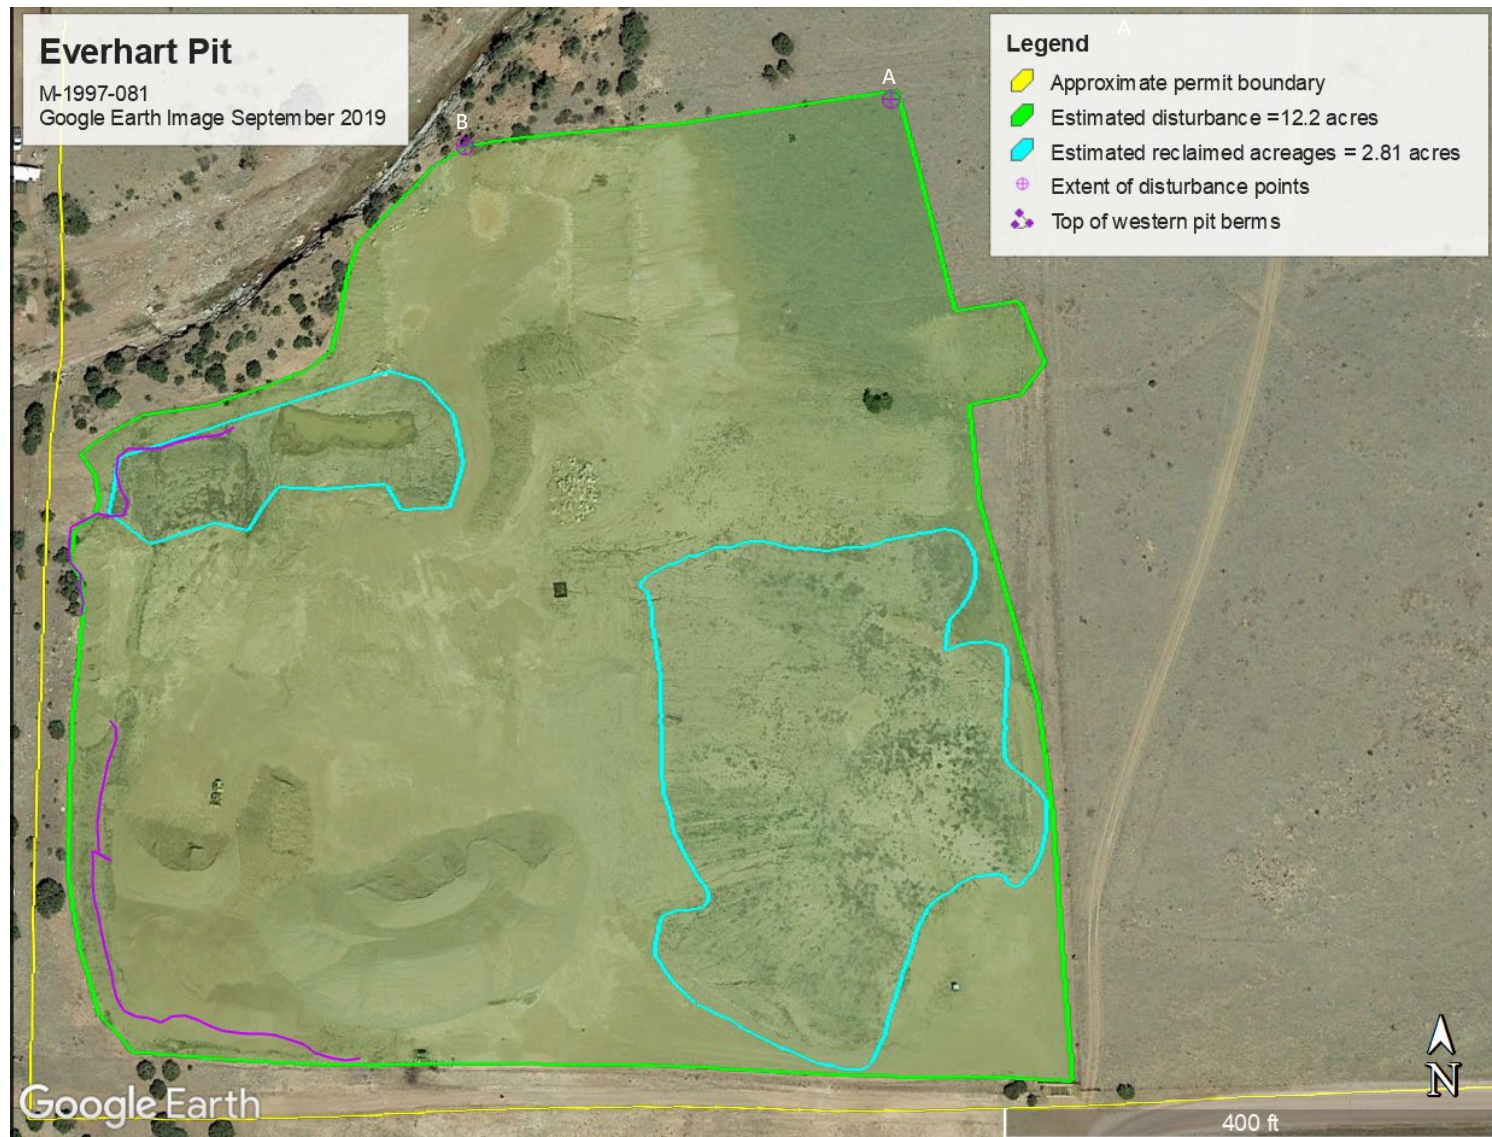 Everhart Pit
M-1997-081
Google Earth Image September 2019
A
Legend
Approximate permit boundary
Estimated disturbance =12.2 acres
Estimated reclaimed acreages = 2.81 acres
Extent of disturbance points
Top of western pit berms
A
B
N
Google Earth
400 ft